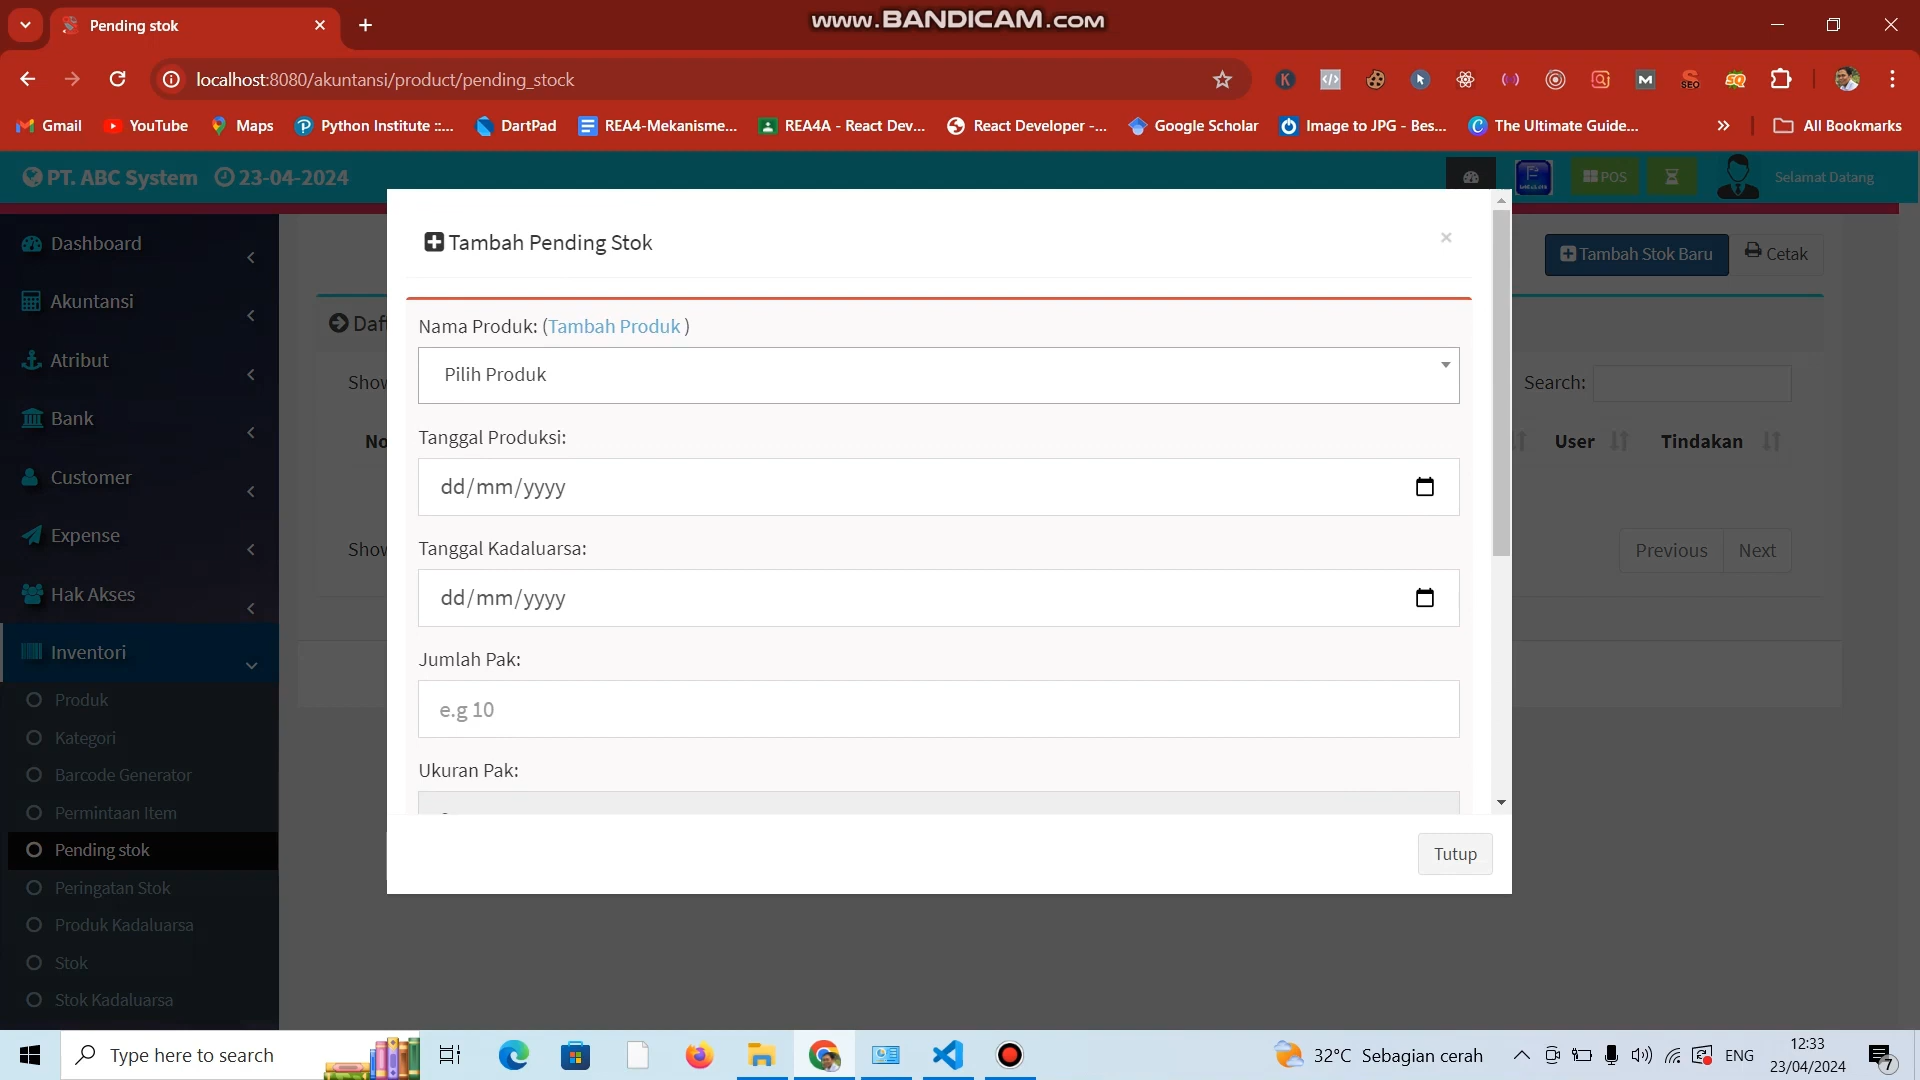 Pending stok
www.BANDICAM.com
localhost:8080/akuntansi/product/pending_stock
Gmail
YouTube
Maps
Python Institute ::...
DartPad
REA4-Mekanisme...
REA4A - React Dev...
React Developer -...
Google Scholar
Image to JPG - Bes...
The Ultimate Guide...
All Bookmarks
PT. ABC System 23-04-2024
POS
Selamat Datang
Dashboard
Akuntansi
Atribut
Bank
Customer
Expense
Hak Akses
Inventori
Produk
Kategori
Barcode Generator
Permintaan Item
Pending stok
Peringatan Stok
Produk Kadaluarsa
Stok
Stok Kadaluarsa
Tambah Stok Baru
Cetak
Daf
Show
Search:
No
User
Tindakan
Show
Previous
Next
Tambah Pending Stok
×
Nama Produk: (Tambah Produk )
Pilih Produk
Tanggal Produksi:
dd/mm/yyyy
Tanggal Kadaluarsa:
dd/mm/yyyy
Jumlah Pak:
e.g 10
Ukuran Pak:
Tutup
Type here to search
32°C Sebagian cerah
ENG
12:33
23/04/2024
7